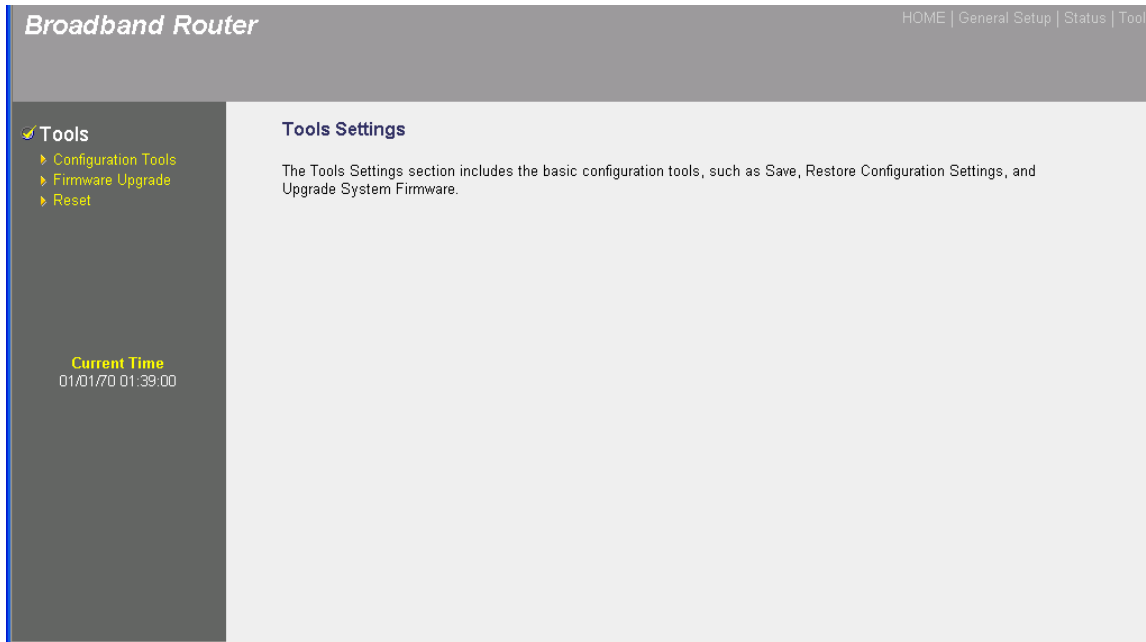 Broadband Router
HOME | General Setup | Status | Tool
Tools
Configuration Tools
Firmware Upgrade
Reset
Current Time
01/01/70 01:39:00
Tools Settings
The Tools Settings section includes the basic configuration tools, such as Save, Restore Configuration Settings, and
Upgrade System Firmware.